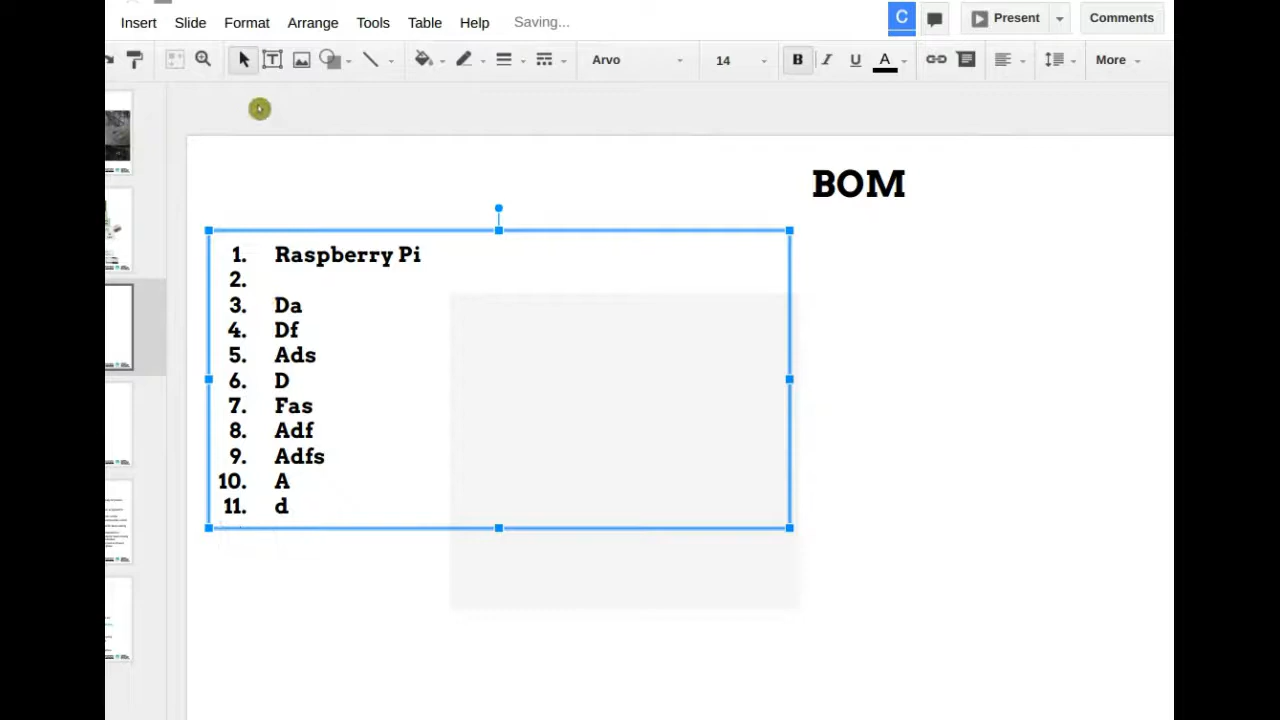 Insert Slide Format Arrange Tools Table Help Saving... C Present Comments
T Arvo 14 B I U A More
BOM
1. Raspberry Pi
2.
3. Da
4. Df
5. Ads
6. D
7. Fas
8. Adf
9. Adfs
10. A
11. d